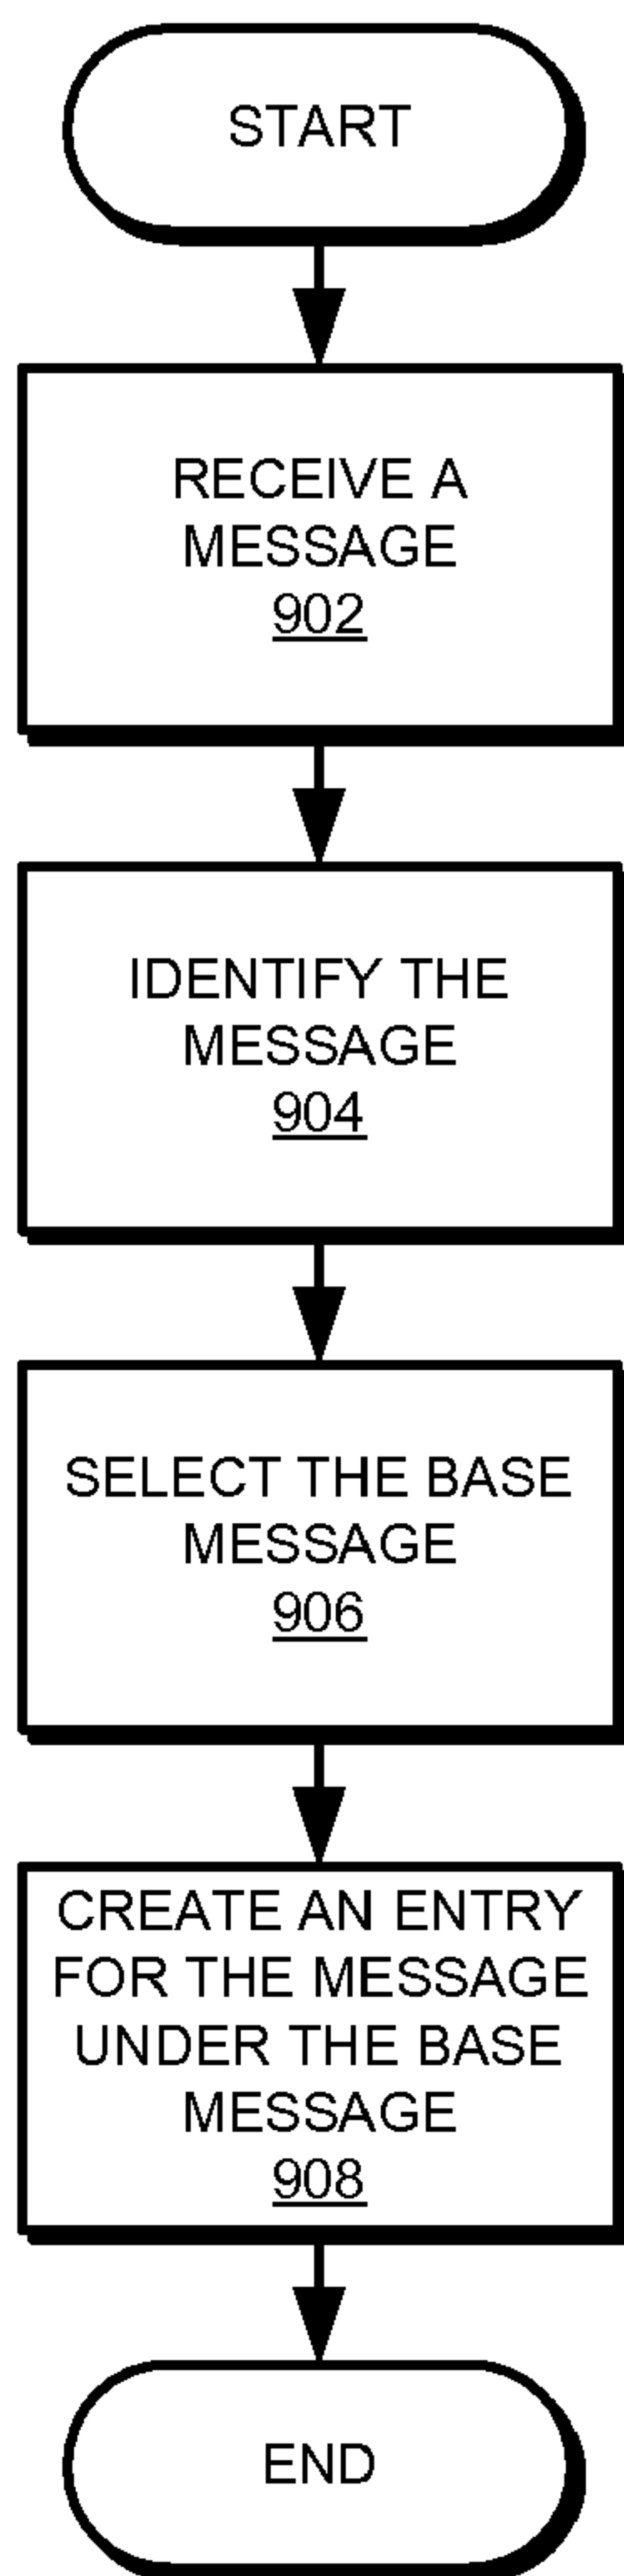 START
RECEIVE A
MESSAGE
902
IDENTIFY THE
MESSAGE
904
SELECT THE BASE
MESSAGE
906
CREATE AN ENTRY
FOR THE MESSAGE
UNDER THE BASE
MESSAGE
908
END